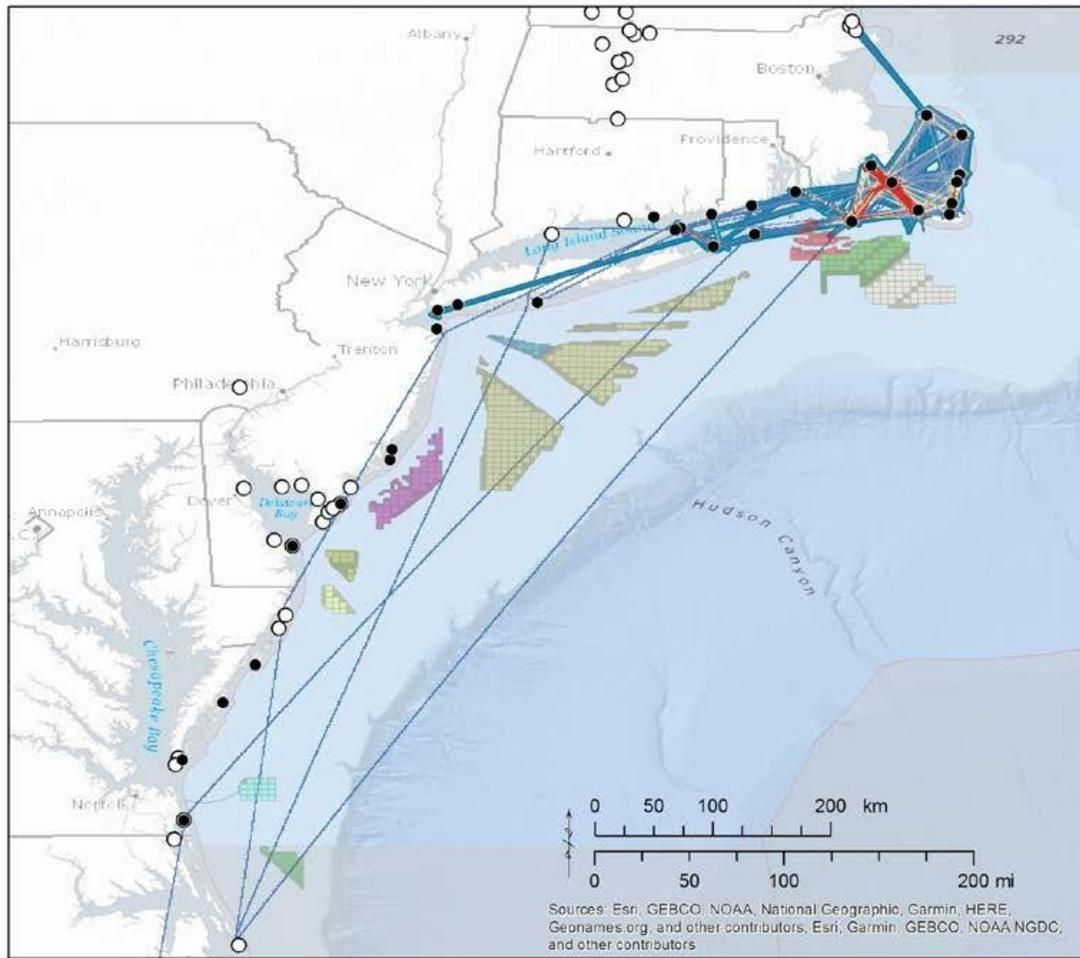 Albany
292
Boston
Providence
Hartford
Long Island Sound
New York
Harrisburg
Trenton
Philadelphia
Dover
Delaware
Bay
Annapolis
Hudson Canyon
Chesapeake Bay
Norfolk
0 50 100 200 km
0 50 100 200 mi
Sources: Esri, GEBCO, NOAA, National Geographic, Garmin, HERE,
Geonames.org, and other contributors, Esri, Garmin, GEBCO, NOAA NGDC,
and other contributors